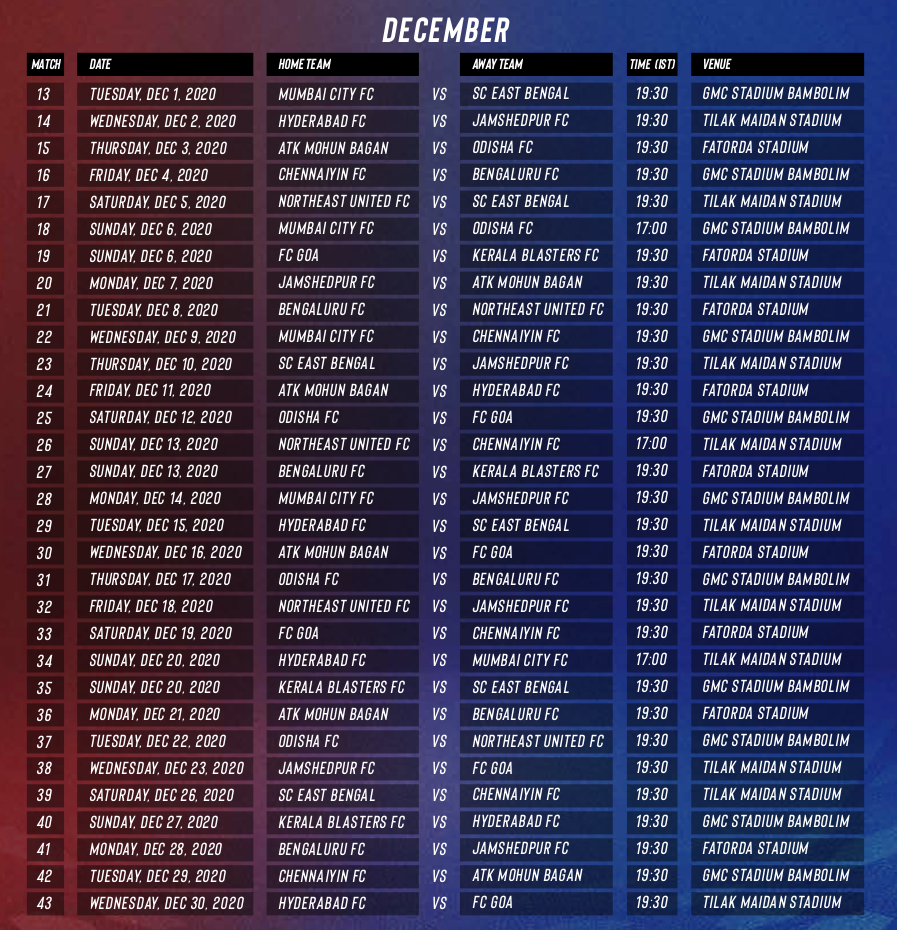 DECEMBER
MATCH DATE HOME TEAM AWAY TEAM TIME (IST) VENUE
13 TUESDAY, DEC 1, 2020 MUMBAI CITY FC VS SC EAST BENGAL 19:30 GMC STADIUM BAMBOLIM
14 WEDNESDAY, DEC 2, 2020 HYDERABAD FC VS JAMSHEDPUR FC 19:30 TILAK MAIDAN STADIUM
15 THURSDAY, DEC 3, 2020 ATK MOHUN BAGAN VS ODISHA FC 19:30 FATORDA STADIUM
16 FRIDAY, DEC 4, 2020 CHENNAIYIN FC VS BENGALURU FC 19:30 GMC STADIUM BAMBOLIM
17 SATURDAY, DEC 5, 2020 NORTHEAST UNITED FC VS SC EAST BENGAL 19:30 TILAK MAIDAN STADIUM
18 SUNDAY, DEC 6, 2020 MUMBAI CITY FC VS ODISHA FC 17:00 GMC STADIUM BAMBOLIM
19 SUNDAY, DEC 6, 2020 FC GOA VS KERALA BLASTERS FC 19:30 FATORDA STADIUM
20 MONDAY, DEC 7, 2020 JAMSHEDPUR FC VS ATK MOHUN BAGAN 19:30 TILAK MAIDAN STADIUM
21 TUESDAY, DEC 8, 2020 BENGALURU FC VS NORTHEAST UNITED FC 19:30 FATORDA STADIUM
22 WEDNESDAY, DEC 9, 2020 MUMBAI CITY FC VS CHENNAIYIN FC 19:30 GMC STADIUM BAMBOLIM
23 THURSDAY, DEC 10, 2020 SC EAST BENGAL VS JAMSHEDPUR FC 19:30 TILAK MAIDAN STADIUM
24 FRIDAY, DEC 11, 2020 ATK MOHUN BAGAN VS HYDERABAD FC 19:30 FATORDA STADIUM
25 SATURDAY, DEC 12, 2020 ODISHA FC VS FC GOA 19:30 GMC STADIUM BAMBOLIM
26 SUNDAY, DEC 13, 2020 NORTHEAST UNITED FC VS CHENNAIYIN FC 17:00 TILAK MAIDAN STADIUM
27 SUNDAY, DEC 13, 2020 BENGALURU FC VS KERALA BLASTERS FC 19:30 FATORDA STADIUM
28 MONDAY, DEC 14, 2020 MUMBAI CITY FC VS JAMSHEDPUR FC 19:30 GMC STADIUM BAMBOLIM
29 TUESDAY, DEC 15, 2020 HYDERABAD FC VS SC EAST BENGAL 19:30 TILAK MAIDAN STADIUM
30 WEDNESDAY, DEC 16, 2020 ATK MOHUN BAGAN VS FC GOA 19:30 FATORDA STADIUM
31 THURSDAY, DEC 17, 2020 ODISHA FC VS BENGALURU FC 19:30 GMC STADIUM BAMBOLIM
32 FRIDAY, DEC 18, 2020 NORTHEAST UNITED FC VS JAMSHEDPUR FC 19:30 TILAK MAIDAN STADIUM
33 SATURDAY, DEC 19, 2020 FC GOA VS CHENNAIYIN FC 19:30 FATORDA STADIUM
34 SUNDAY, DEC 20, 2020 HYDERABAD FC VS MUMBAI CITY FC 17:00 TILAK MAIDAN STADIUM
35 SUNDAY, DEC 20, 2020 KERALA BLASTERS FC VS SC EAST BENGAL 19:30 GMC STADIUM BAMBOLIM
36 MONDAY, DEC 21, 2020 ATK MOHUN BAGAN VS BENGALURU FC 19:30 FATORDA STADIUM
37 TUESDAY, DEC 22, 2020 ODISHA FC VS NORTHEAST UNITED FC 19:30 GMC STADIUM BAMBOLIM
38 WEDNESDAY, DEC 23, 2020 JAMSHEDPUR FC VS FC GOA 19:30 TILAK MAIDAN STADIUM
39 SATURDAY, DEC 26, 2020 SC EAST BENGAL VS CHENNAIYIN FC 19:30 TILAK MAIDAN STADIUM
40 SUNDAY, DEC 27, 2020 KERALA BLASTERS FC VS HYDERABAD FC 19:30 GMC STADIUM BAMBOLIM
41 MONDAY, DEC 28, 2020 BENGALURU FC VS JAMSHEDPUR FC 19:30 FATORDA STADIUM
42 TUESDAY, DEC 29, 2020 CHENNAIYIN FC VS ATK MOHUN BAGAN 19:30 GMC STADIUM BAMBOLIM
43 WEDNESDAY, DEC 30, 2020 HYDERABAD FC VS FC GOA 19:30 TILAK MAIDAN STADIUM